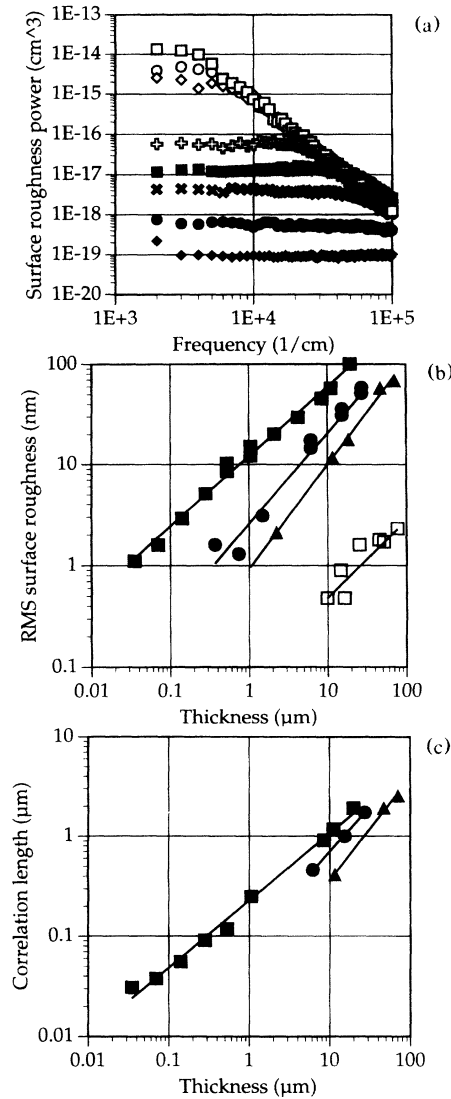 (a)
Surface roughness power (cm^3)
1E-13
1E-14
1E-15
1E-16
1E-17
1E-18
1E-19
1E-20
1E+3
1E+4
1E+5
Frequency (1/cm)
(b)
RMS surface roughness (nm)
100
10
1
0.1
0.01
0.1
1
10
100
Thickness (μm)
(c)
Correlation length (μm)
10
1
0.1
0.01
0.01
0.1
1
10
100
Thickness (μm)